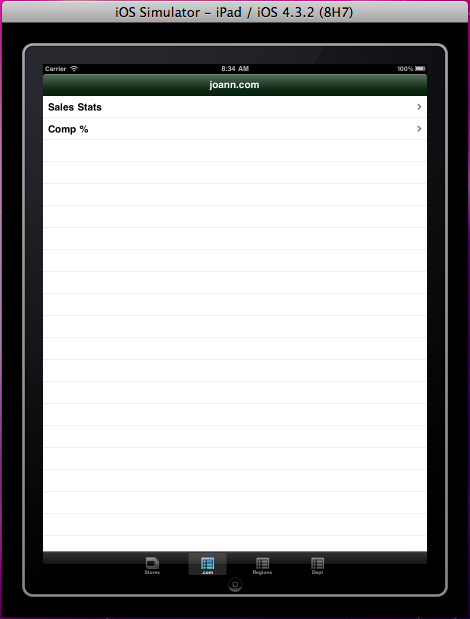 iOS Simulator - iPad / iOS 4.3.2 (8H7)
Carrier 8:34 AM 100%
joann.com
Sales Stats
Comp %
Stores .com Regions Dept